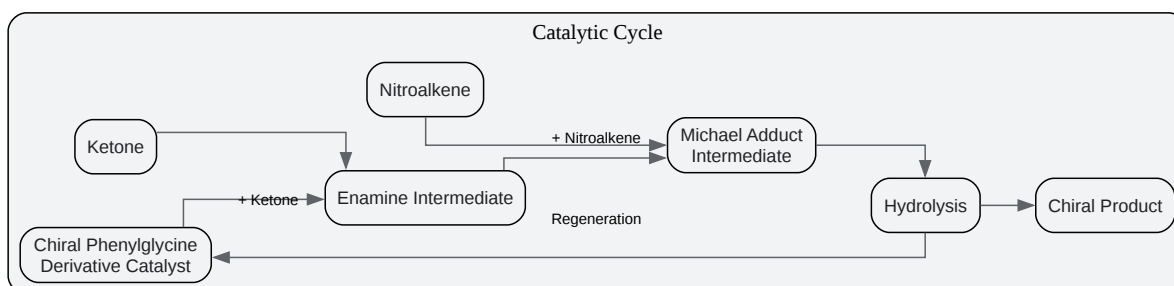 Catalytic Cycle
Nitroalkene
Ketone
+ Nitroalkene
Michael Adduct
Intermediate
+ Ketone
Enamine Intermediate
Regeneration
Hydrolysis
Chiral Product
Chiral Phenylglycine
Derivative Catalyst